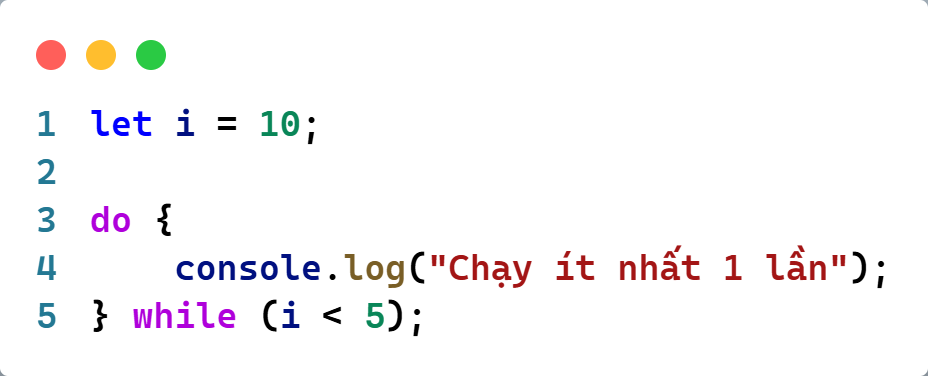 1 let i = 10;
2
3 do {
4     console.log("Chạy ít nhất 1 lần");
5 } while (i < 5);